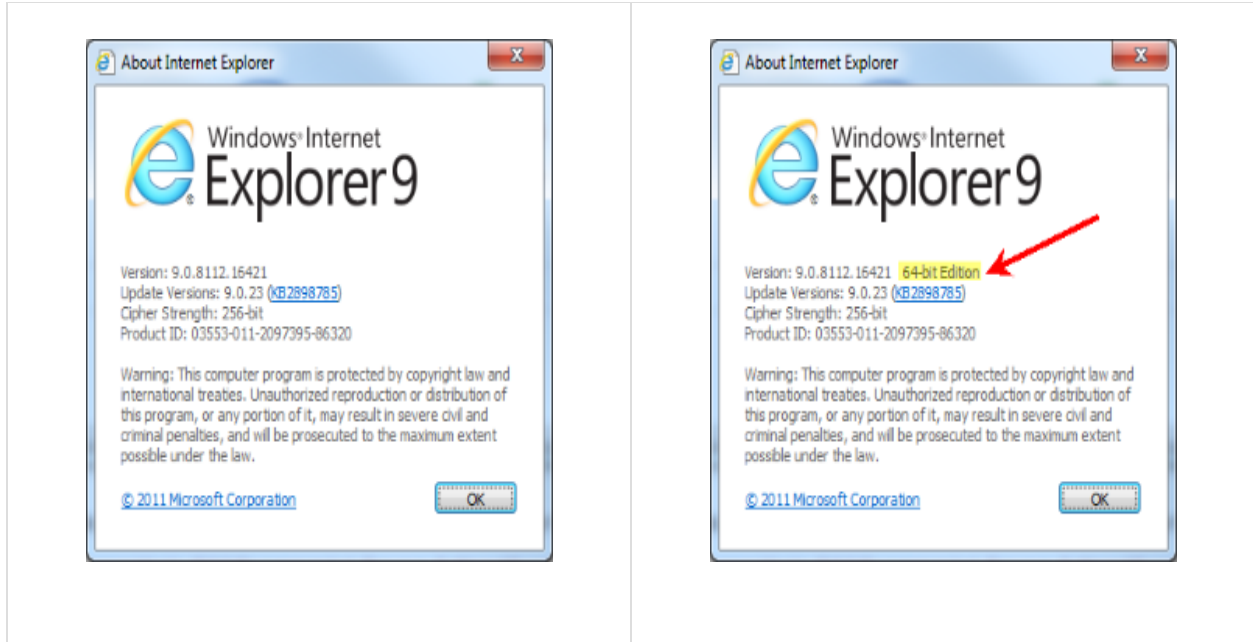 About Internet Explorer
X
Windows® Internet
Explorer 9
Version: 9.0.8112.16421
Update Versions: 9.0.23 (KB2898785)
Cipher Strength: 256-bit
Product ID: 03553-011-2097395-86320
Warning: This computer program is protected by copyright law and
international treaties. Unauthorized reproduction or distribution of
this program, or any portion of it, may result in severe civil and
criminal penalties, and will be prosecuted to the maximum extent
possible under the law.
© 2011 Microsoft Corporation
OK
About Internet Explorer
X
Windows® Internet
Explorer 9
Version: 9.0.8112.16421 64-bit Edition
Update Versions: 9.0.23 (KB2898785)
Cipher Strength: 256-bit
Product ID: 03553-011-2097395-86320
Warning: This computer program is protected by copyright law and
international treaties. Unauthorized reproduction or distribution of
this program, or any portion of it, may result in severe civil and
criminal penalties, and will be prosecuted to the maximum extent
possible under the law.
© 2011 Microsoft Corporation
OK